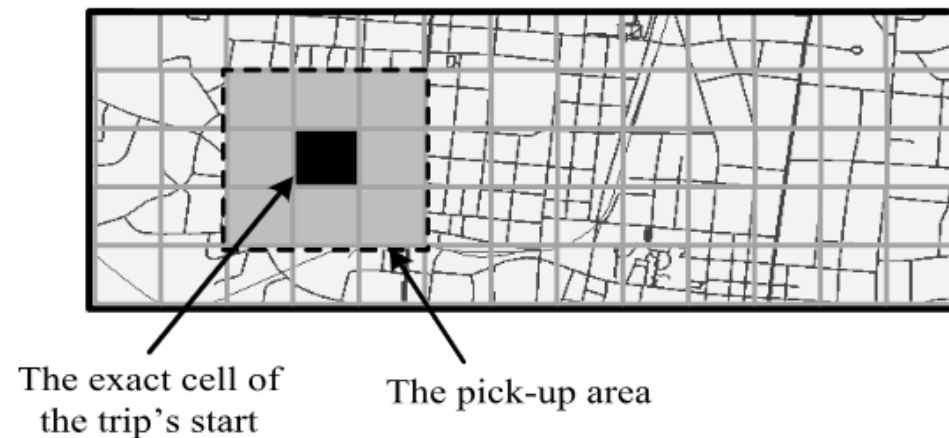 The exact cell of
the trip’s start
The pick-up area